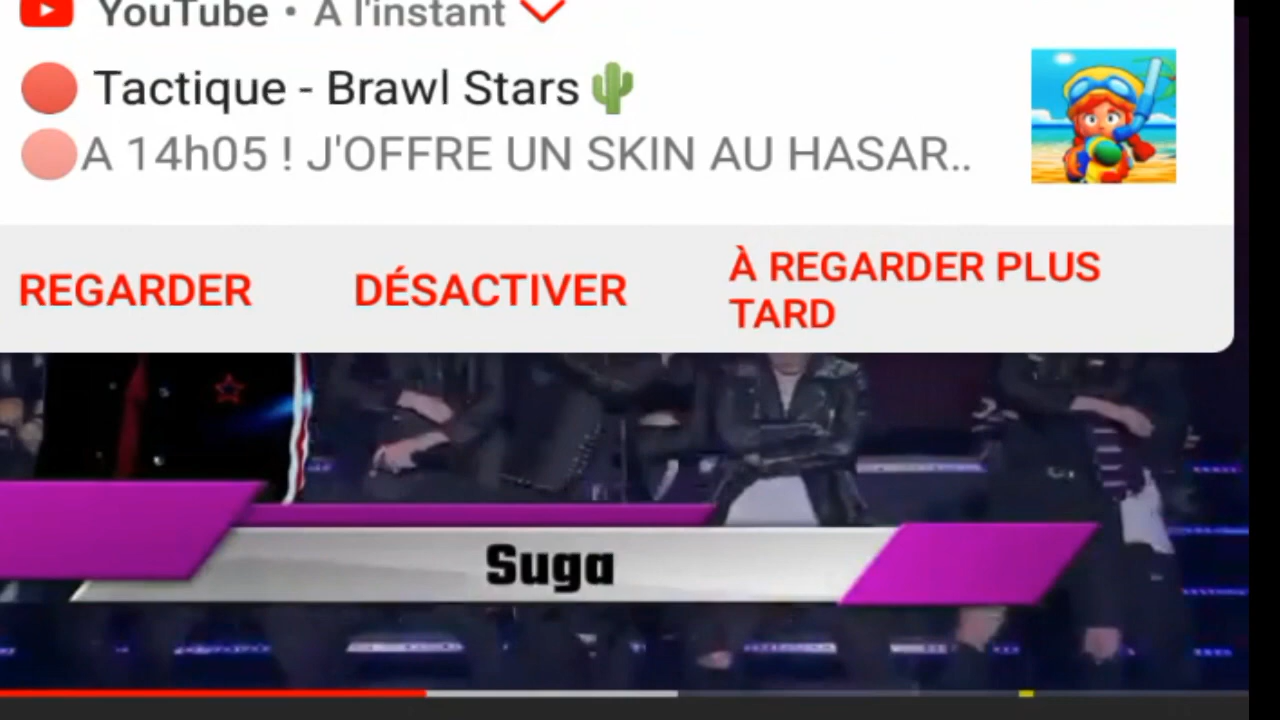 YouTube • À l'instant
Tactique - Brawl Stars🌵
A 14h05 ! J'OFFRE UN SKIN AU HASAR..
REGARDER
DÉSACTIVER
À REGARDER PLUS
TARD
Suga